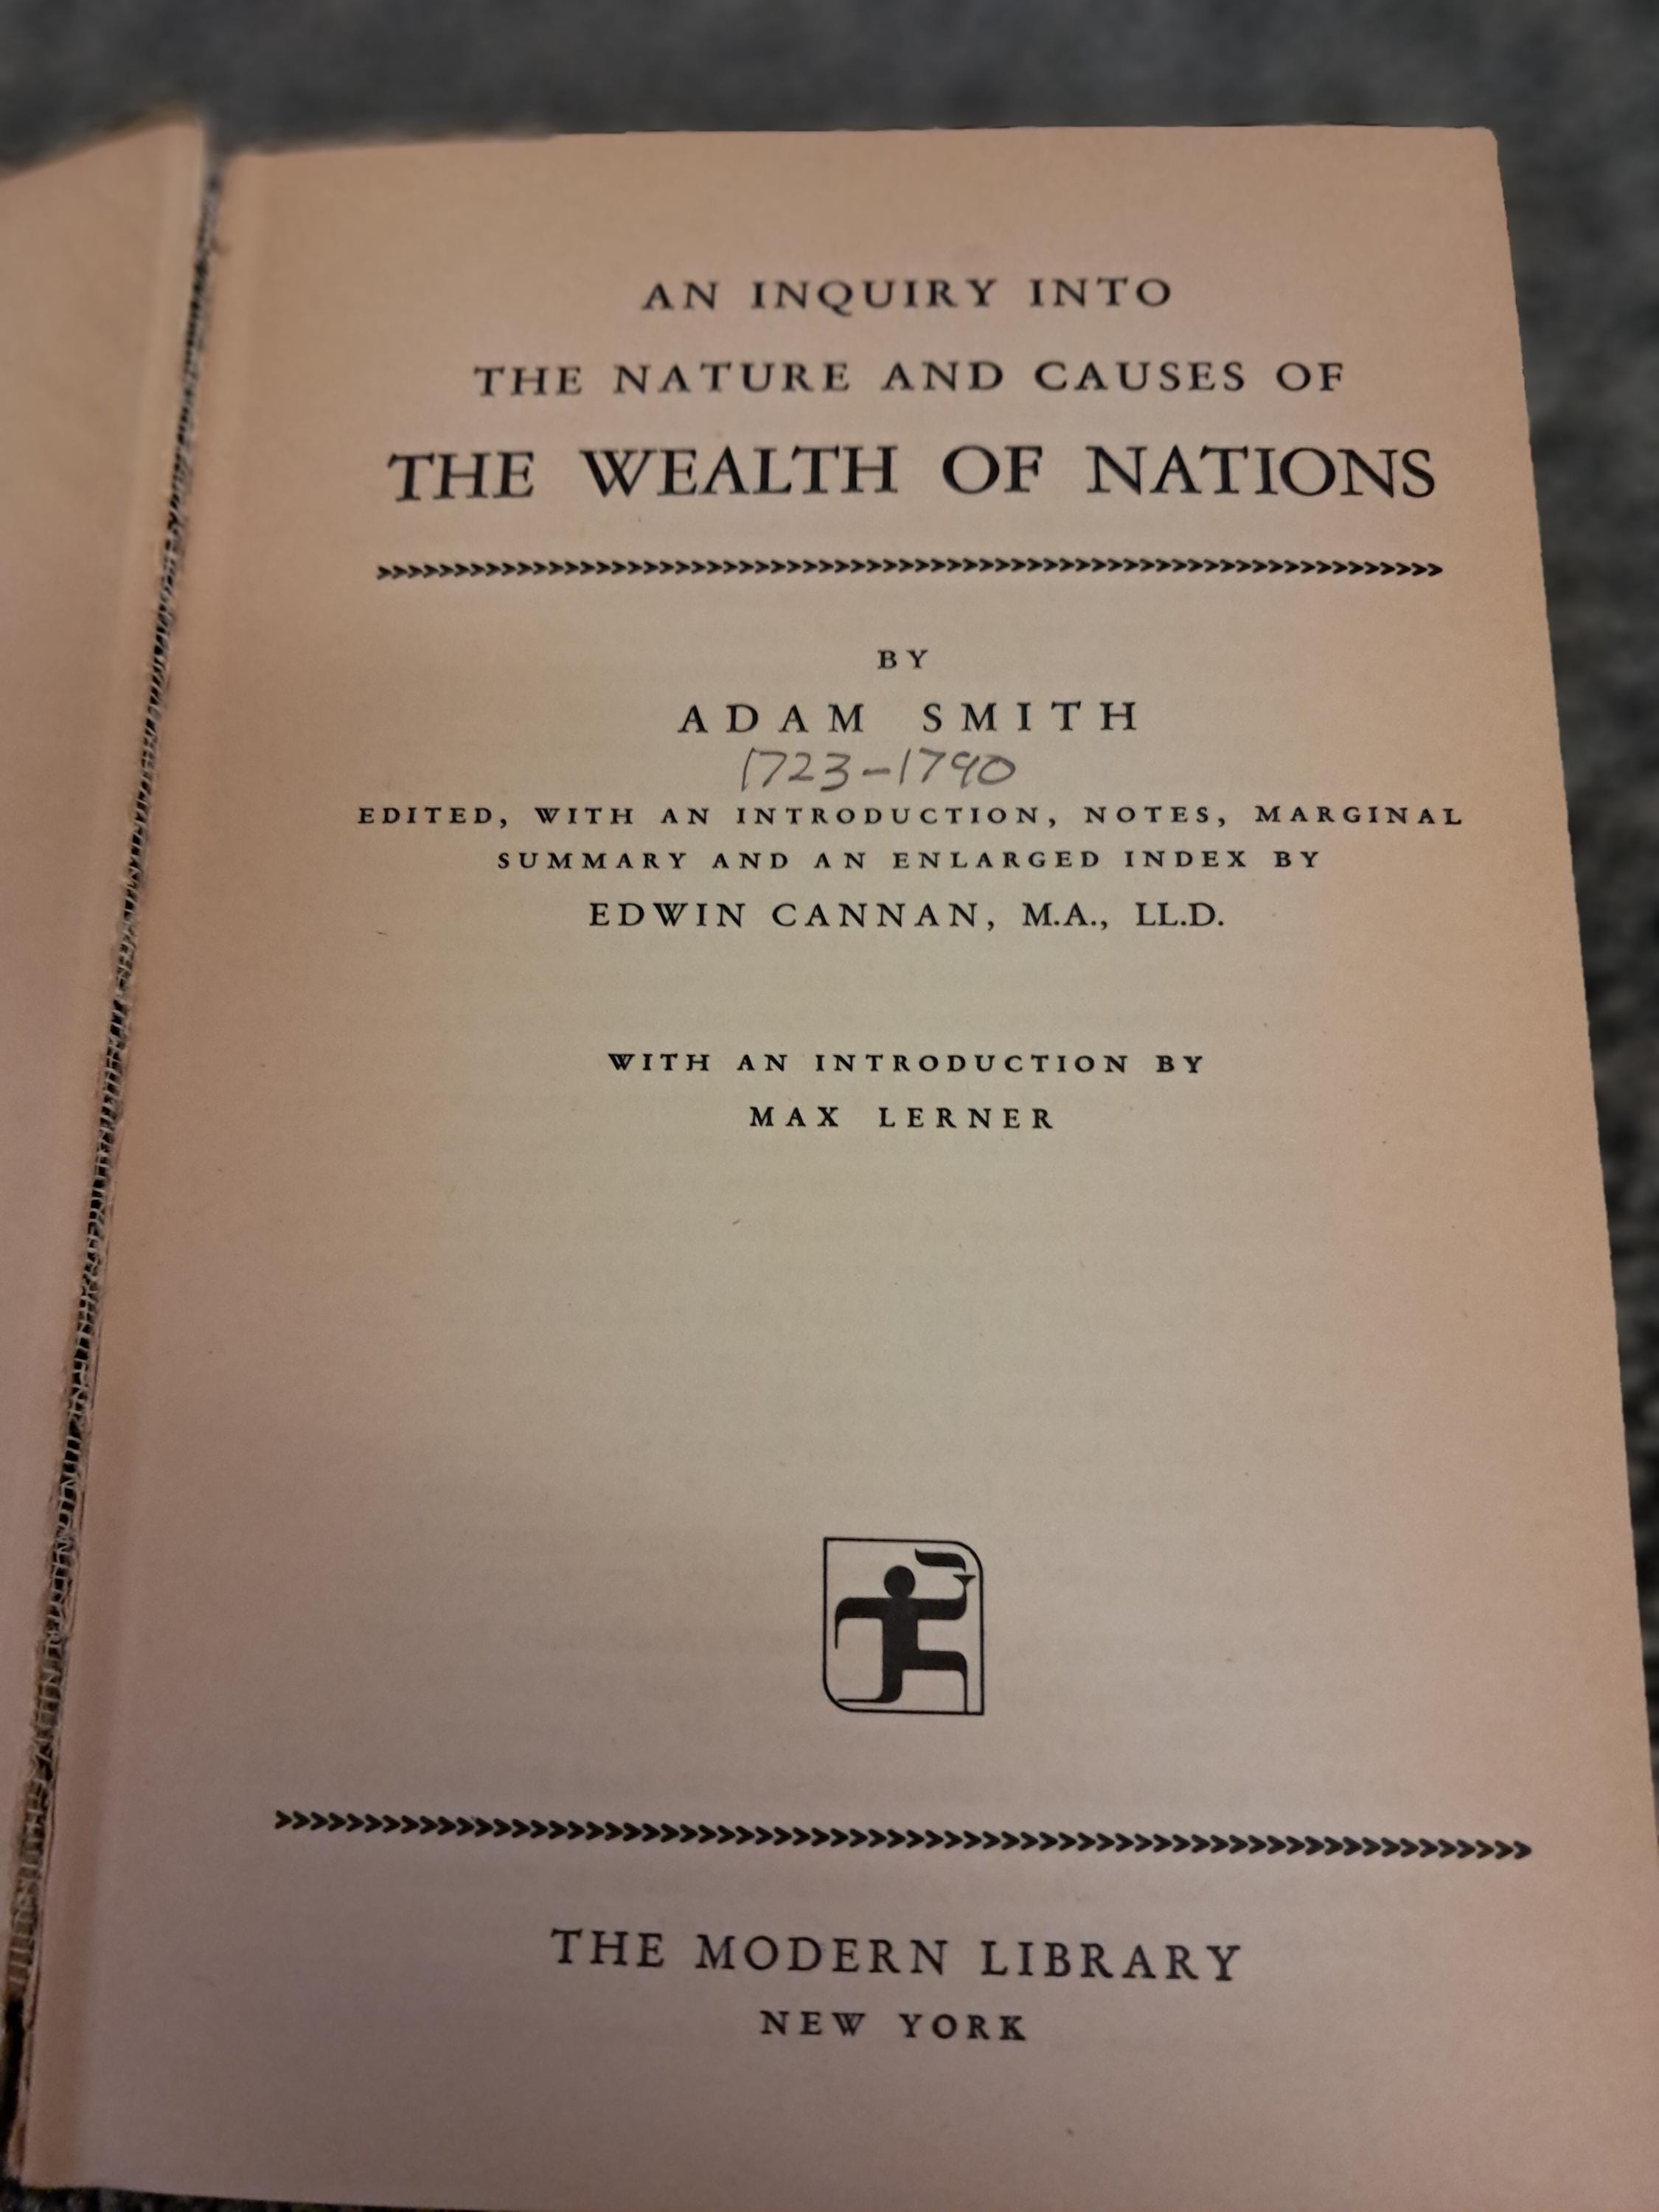 AN INQUIRY INTO
THE NATURE AND CAUSES OF
THE WEALTH OF NATIONS
BY
ADAM SMITH
1723-1790
EDITED, WITH AN INTRODUCTION, NOTES, MARGINAL
SUMMARY AND AN ENLARGED INDEX BY
EDWIN CANNAN, M.A., LL.D.
WITH AN INTRODUCTION BY
MAX LERNER
THE MODERN LIBRARY
NEW YORK